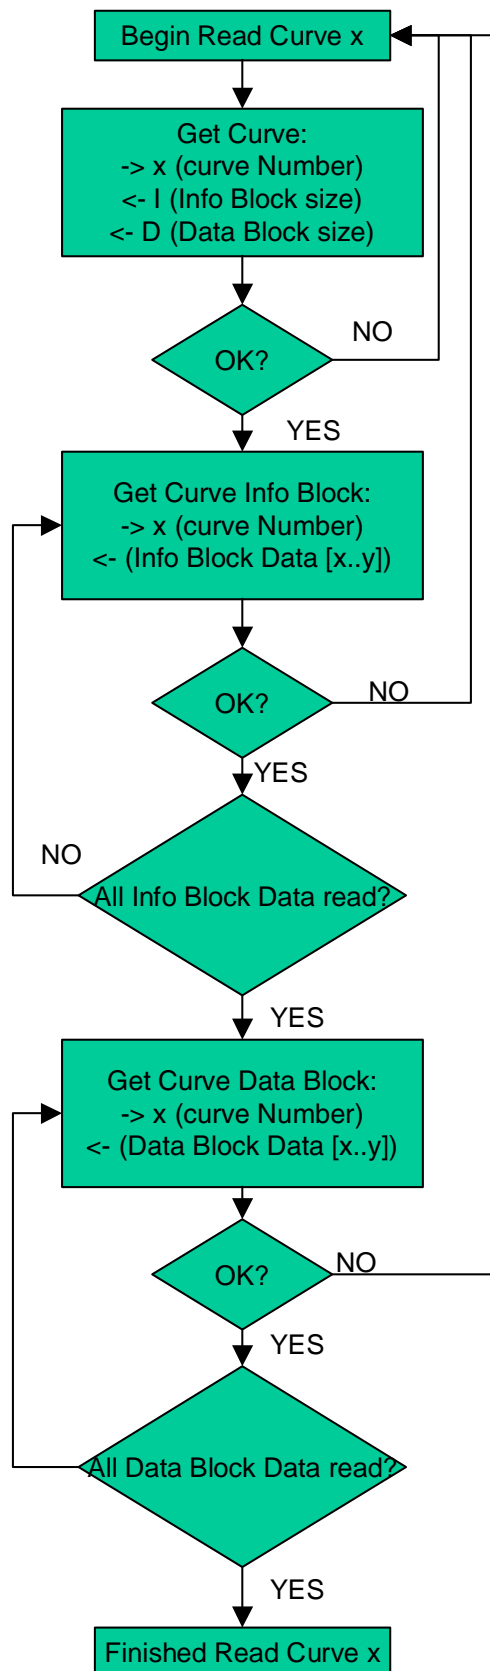 Begin Read Curve x
Get Curve:
-> x (curve Number)
<- I (Info Block size)
<- D (Data Block size)
NO
OK?
YES
Get Curve Info Block:
-> x (curve Number)
<- (Info Block Data [x..y])
NO
OK?
YES
NO
All Info Block Data read?
YES
Get Curve Data Block:
-> x (curve Number)
<- (Data Block Data [x..y])
NO
OK?
YES
All Data Block Data read?
YES
Finished Read Curve x